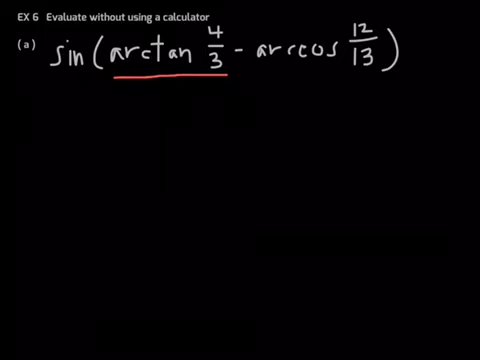 EX 6 Evaluate without using a calculator
(a) sin(arctan 4/3 - arccos 12/13)